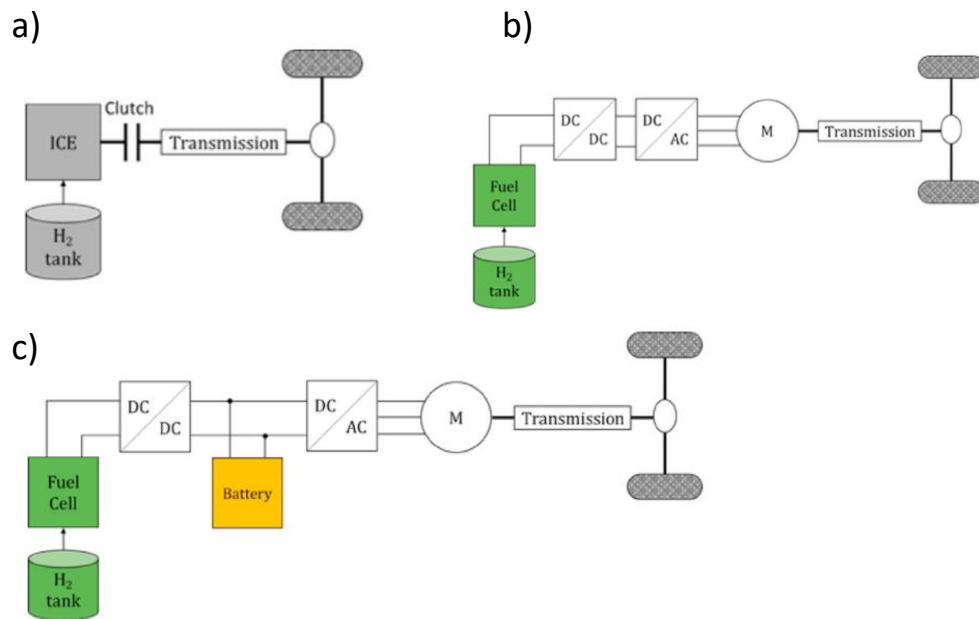 a)
ICE
Clutch
Transmission
H₂
tank
b)
DC
DC
DC
AC
M
Transmission
Fuel
Cell
H₂
tank
c)
DC
DC
DC
AC
M
Transmission
Fuel
Cell
Battery
H₂
tank